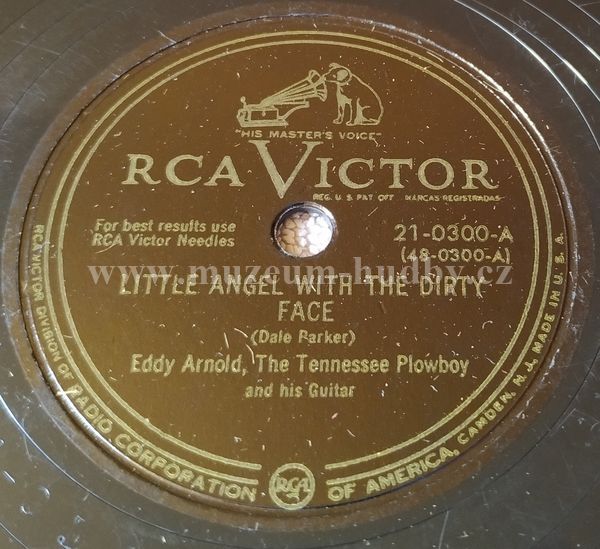 "HIS MASTER'S VOICE"
RCA VICTOR
REG. U.S. PAT. OFF. MARCAS REGISTRADAS
For best results use
RCA Victor Needles
21-0300-A
(48-0300-A)
www.muzeum-hudby.cz
LITTLE ANGEL WITH THE DIRTY
FACE
(Dale Parker)
Eddy Arnold, The Tennessee Plowboy
and his Guitar
RCA VICTOR DIVISION OF RADIO CORPORATION OF AMERICA, CAMDEN, N.J. MADE IN U.S.A.
RCA